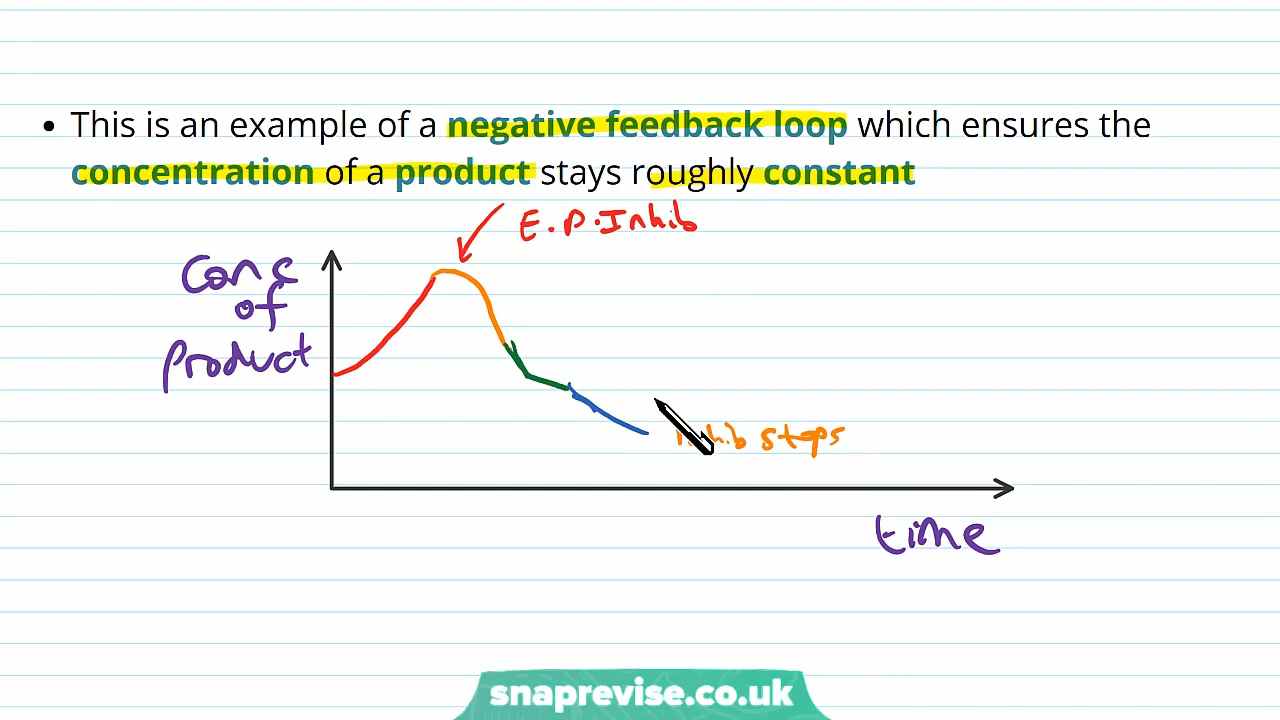 • This is an example of a negative feedback loop which ensures the
concentration of a product stays roughly constant
E.P.Inhib
Conc
of
Product
stops
time
snaprevise.co.uk